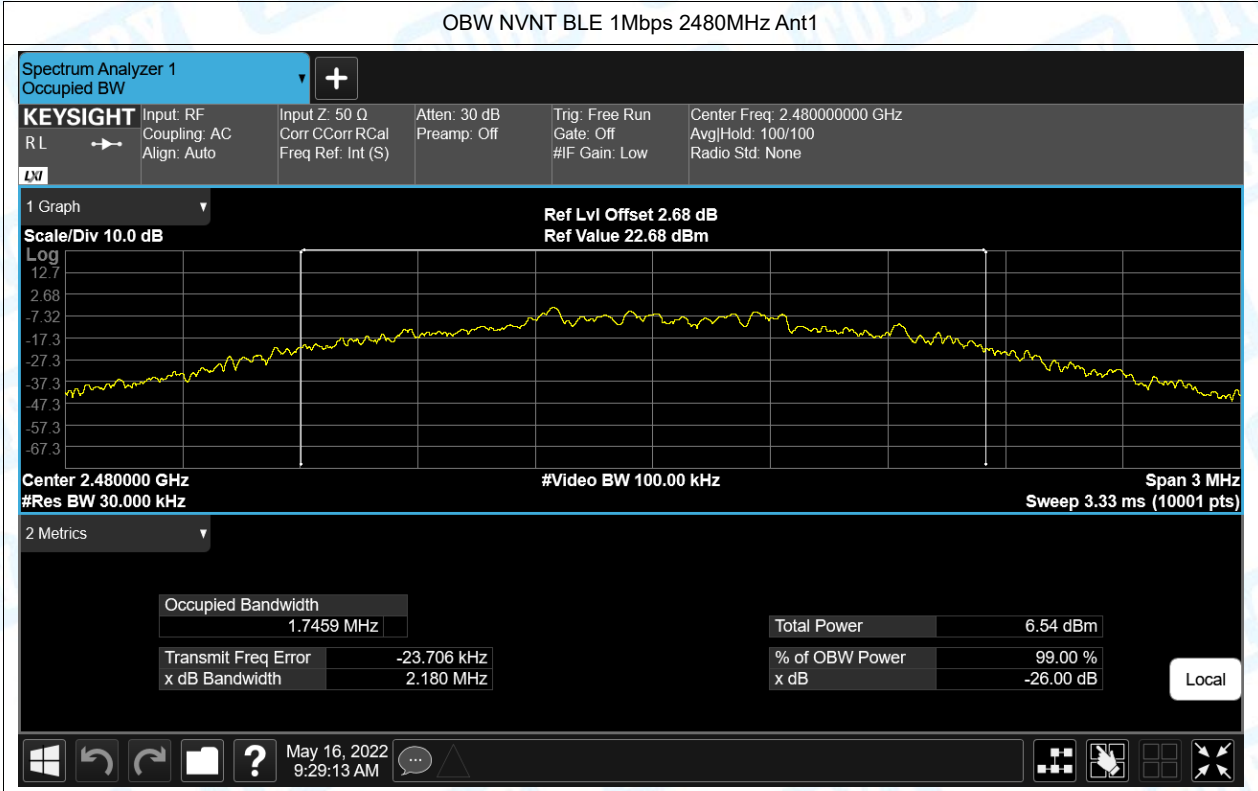 OBW NVNT BLE 1Mbps 2480MHz Ant1
Spectrum Analyzer 1
Occupied BW
KEYSIGHT
RL
LXI
Input: RF
Coupling: AC
Align: Auto
Input Z: 50 Ω
Corr CCorr RCal
Freq Ref: Int (S)
Atten: 30 dB
Preamp: Off
Trig: Free Run
Gate: Off
#IF Gain: Low
Center Freq: 2.480000000 GHz
Avg|Hold: 100/100
Radio Std: None
1 Graph
Scale/Div 10.0 dB
Ref Lvl Offset 2.68 dB
Ref Value 22.68 dBm
Log
12.7
2.68
-7.32
-17.3
-27.3
-37.3
-47.3
-57.3
-67.3
Center 2.480000 GHz
#Res BW 30.000 kHz
#Video BW 100.00 kHz
Span 3 MHz
Sweep 3.33 ms (10001 pts)
2 Metrics
Occupied Bandwidth
1.7459 MHz
Transmit Freq Error -23.706 kHz
x dB Bandwidth 2.180 MHz
Total Power 6.54 dBm
% of OBW Power 99.00 %
x dB -26.00 dB
Local
?
May 16, 2022
9:29:13 AM